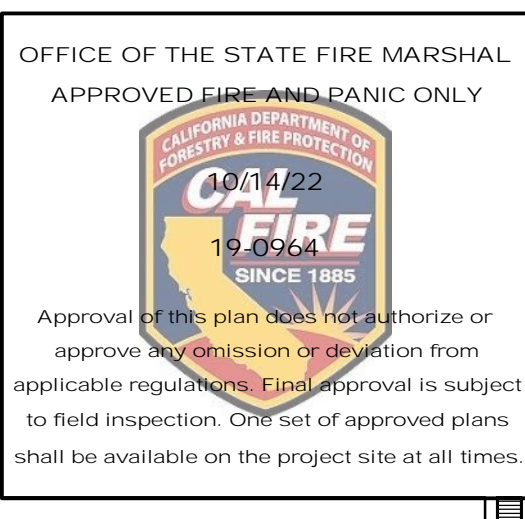 OFFICE OF THE STATE FIRE MARSHAL
APPROVED FIRE AND PANIC ONLY
CALIFORNIA DEPARTMENT OF
FORESTRY & FIRE PROTECTION
10/14/22
CAL
19-0964
FIRE
SINCE 1885
Approval of this plan does not authorize or
approve any omission or deviation from
applicable regulations. Final approval is subject
to field inspection. One set of approved plans
shall be available on the project site at all times.